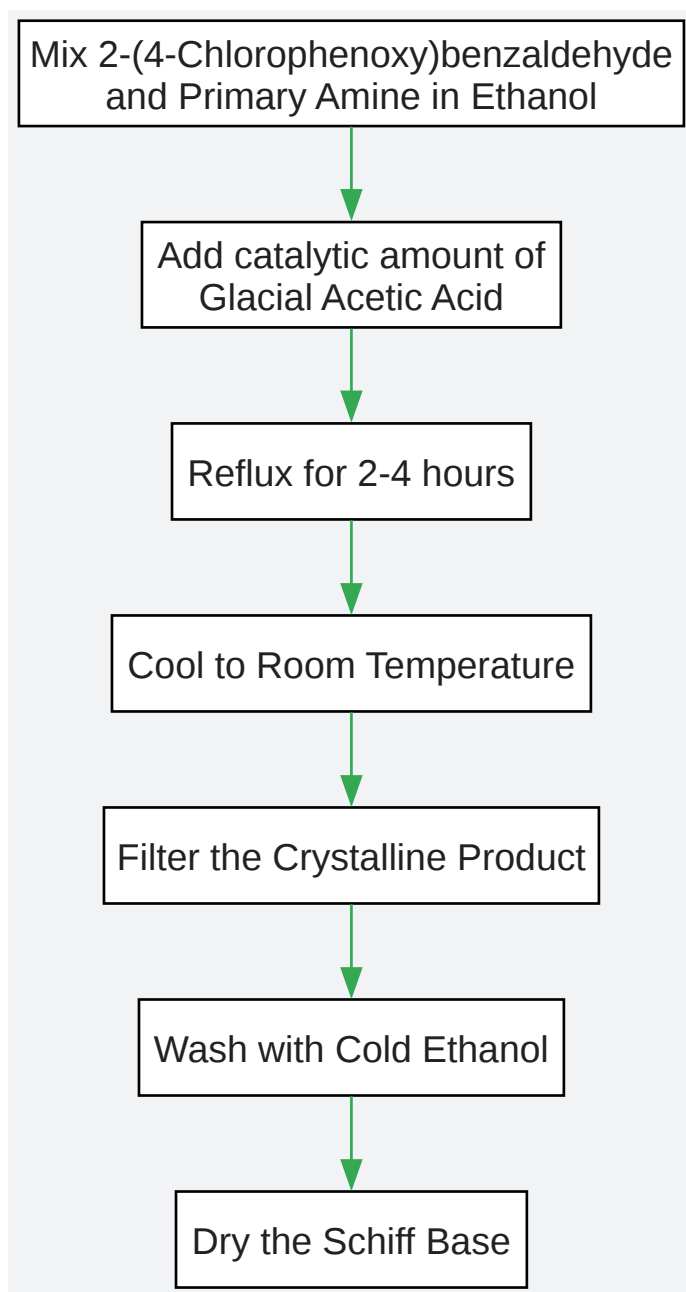 Mix 2-(4-Chlorophenoxy)benzaldehyde
and Primary Amine in Ethanol
Add catalytic amount of
Glacial Acetic Acid
Reflux for 2-4 hours
Cool to Room Temperature
Filter the Crystalline Product
Wash with Cold Ethanol
Dry the Schiff Base